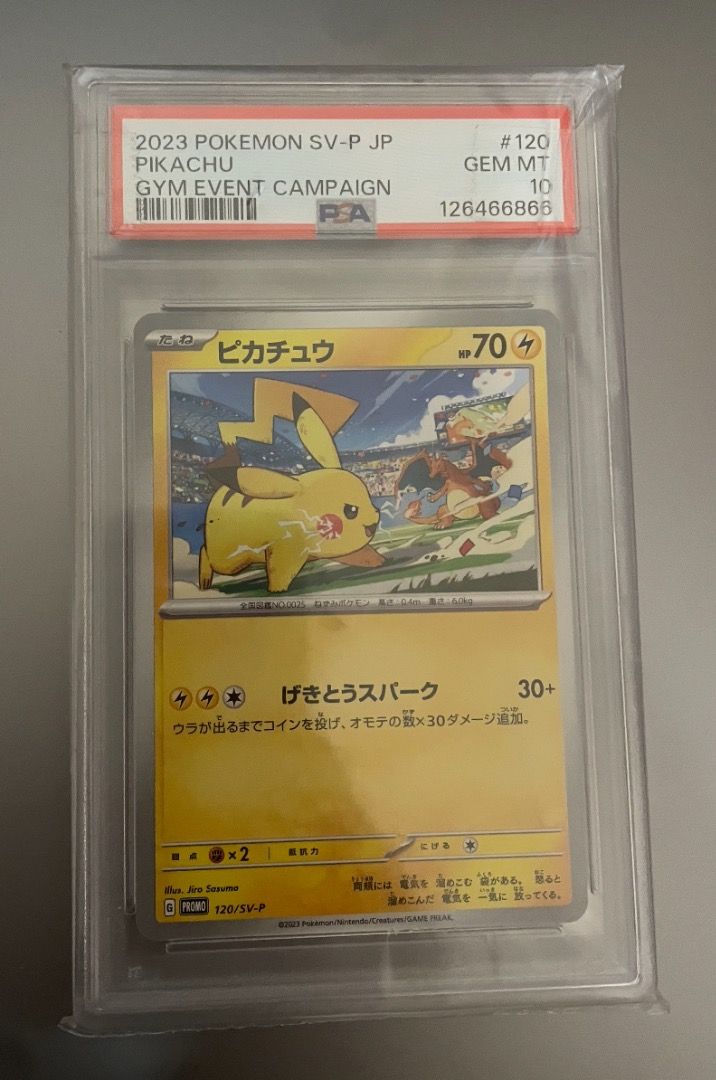 2023 POKEMON SV-P JP #120
PIKACHU GEM MT
GYM EVENT CAMPAIGN 10
PSA 126466866
たね ピカチュウ HP70
全国図鑑NO.0025 ねずみポケモン 高さ:0.4m 重さ:6.0kg
げきとうスパーク 30+
ウラが出るまでコインを投げ、オモテの数×30ダメージ追加。
弱点 ×2 抵抗力 にげる
Illus. Jiro Sasumo
両頬には 電気を 溜めこむ 袋がある。 怒ると
溜めこんだ 電気を 一気に 放ってくる。
G PROMO 120/SV-P
©2023 Pokémon/Nintendo/Creatures/GAME FREAK.